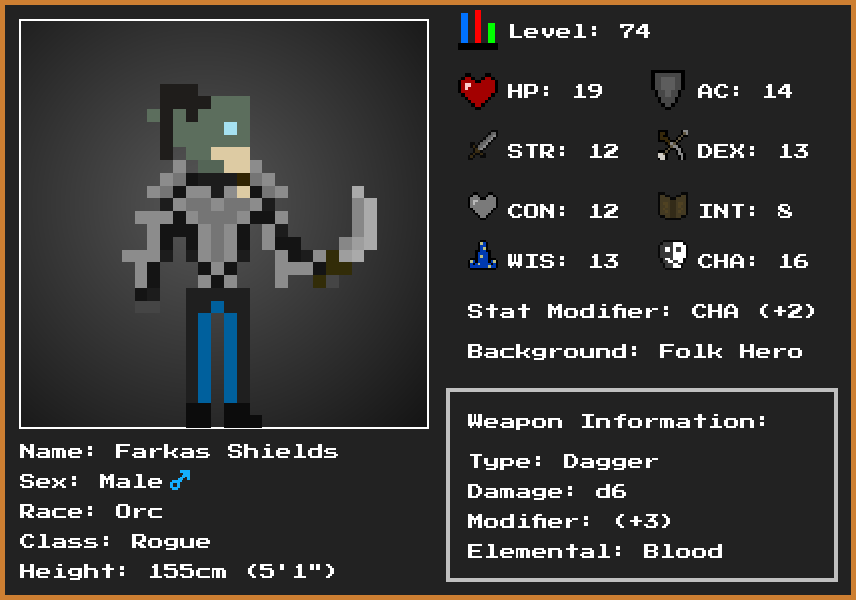 Level: 74
HP: 19
AC: 14
STR: 12
DEX: 13
CON: 12
INT: 8
WIS: 13
CHA: 16
Stat Modifier: CHA (+2)
Background: Folk Hero
Name: Farkas Shields
Sex: Male♂
Race: Orc
Class: Rogue
Height: 155cm (5'1")
Weapon Information:
Type: Dagger
Damage: d6
Modifier: (+3)
Elemental: Blood